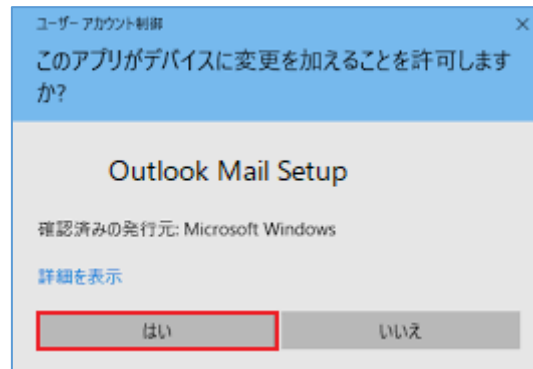 ユーザー アカウント制御
このアプリがデバイスに変更を加えることを許可します
か?
Outlook Mail Setup
確認済みの発行元: Microsoft Windows
詳細を表示
はい
いいえ